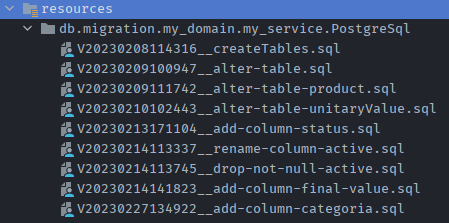 resources
db.migration.my_domain.my_service.PostgreSql
V20230208114316__createTables.sql
V20230209100947__alter-table.sql
V20230209111742__alter-table-product.sql
V20230210102443__alter-table-unitaryValue.sql
V20230213171104__add-column-status.sql
V20230214113337__rename-column-active.sql
V20230214113745__drop-not-null-active.sql
V20230214141823__add-column-final-value.sql
V20230227134922__add-column-categoria.sql